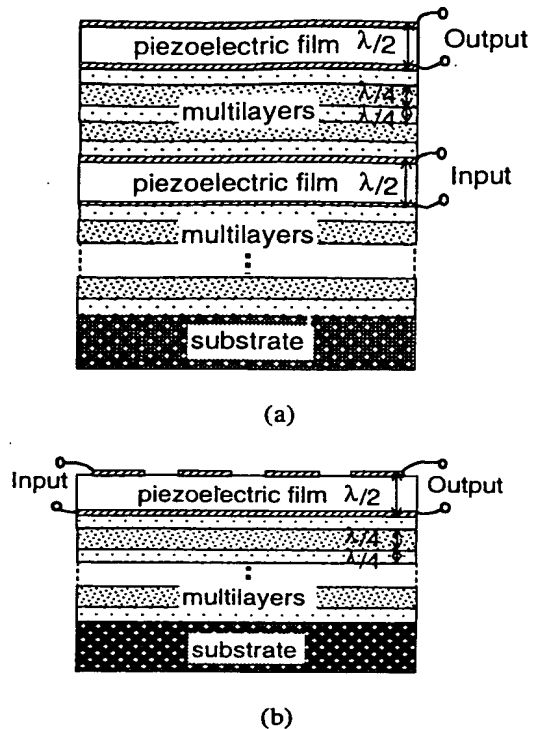 piezoelectric film λ/2 Output
λ/4
multilayers
λ/4
piezoelectric film λ/2 Input
multilayers
substrate
(a)
Input piezoelectric film λ/2 Output
λ/4
λ/4
multilayers
substrate
(b)